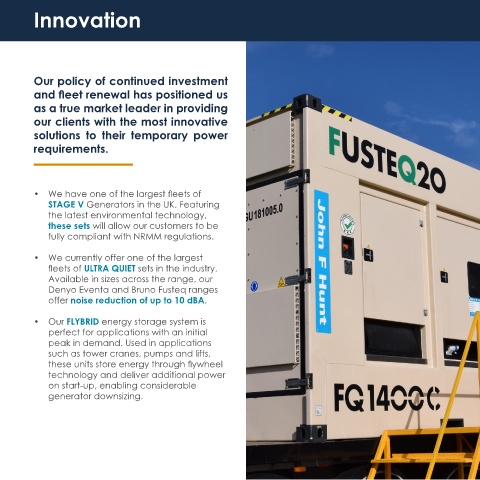 Innovation
Our policy of continued investment
and fleet renewal has positioned us
as a true market leader in providing
our clients with the most innovative
solutions to their temporary power
requirements.
• We have one of the largest fleets of
STAGE V Generators in the UK. Featuring
the latest environmental technology,
these sets will allow our customers to be
fully compliant with NRMM regulations.
• We currently offer one of the largest
fleets of ULTRA QUIET sets in the industry.
Available in sizes across the range, our
Denyo Eventa and Bruno Fusteq ranges
offer noise reduction of up to 10 dBA.
• Our FLYBRID energy storage system is
perfect for applications with an initial
peak in demand. Used in applications
such as tower cranes, pumps and lifts,
these units store energy through flywheel
technology and deliver additional power
on start-up, enabling considerable
generator downsizing.
FUSTEQ20
GU181005.0
John F Hunt
FQ1400C